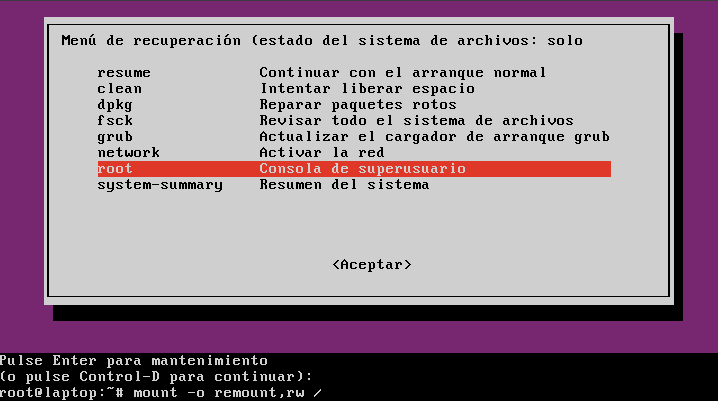 Menú de recuperación (estado del sistema de archivos: solo
resume Continuar con el arranque normal
clean Intentar liberar espacio
dpkg Reparar paquetes rotos
fsck Revisar todo el sistema de archivos
grub Actualizar el cargador de arranque grub
network Activar la red
root Consola de superusuario
system-summary Resumen del sistema
<Aceptar>
Pulse Enter para mantenimiento
(o pulse Control-D para continuar):
root@laptop:~# mount -o remount,rw /